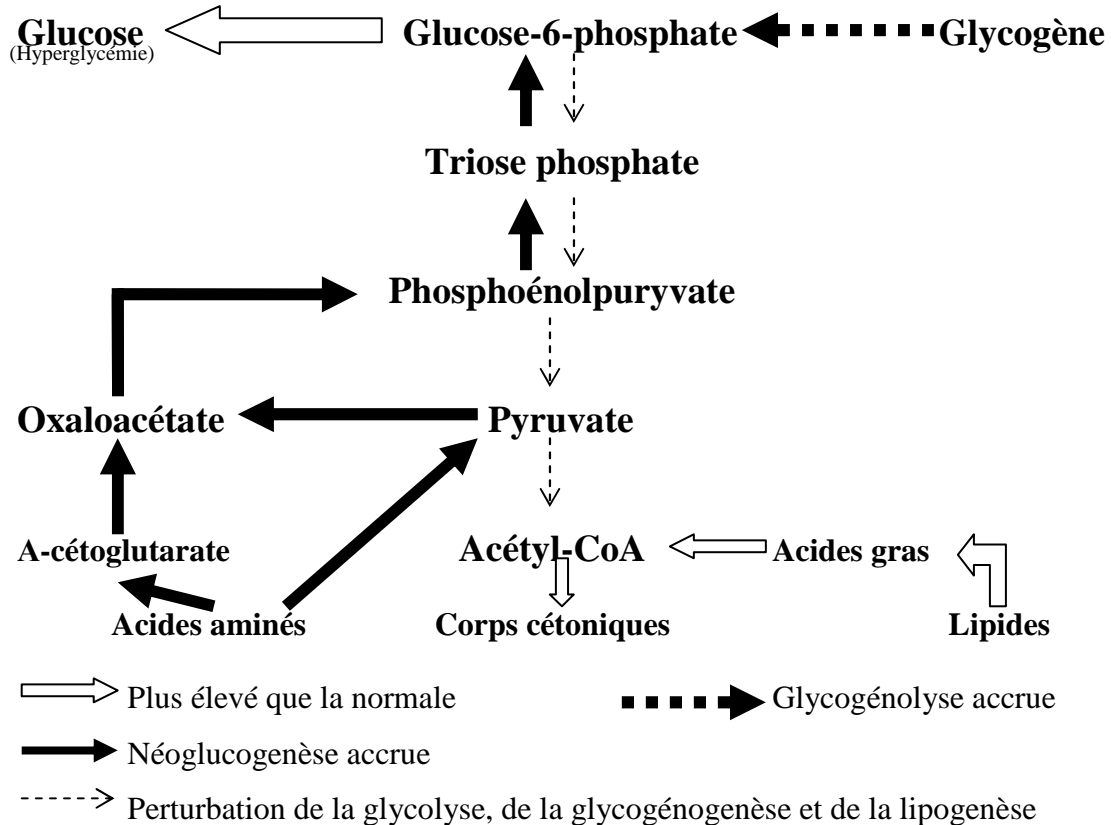 Glucose Glucose-6-phosphate Glycogène
(Hyperglycémie)
Triose phosphate
Phosphoénolpuryvate
Oxaloacétate Pyruvate
A-cétoglutarate Acétyl-CoA Acides gras
Acides aminés Corps cétoniques Lipides
Plus élevé que la normale Glycogénolyse accrue
Néoglucogenèse accrue
Perturbation de la glycolyse, de la glycogénogenèse et de la lipogenèse